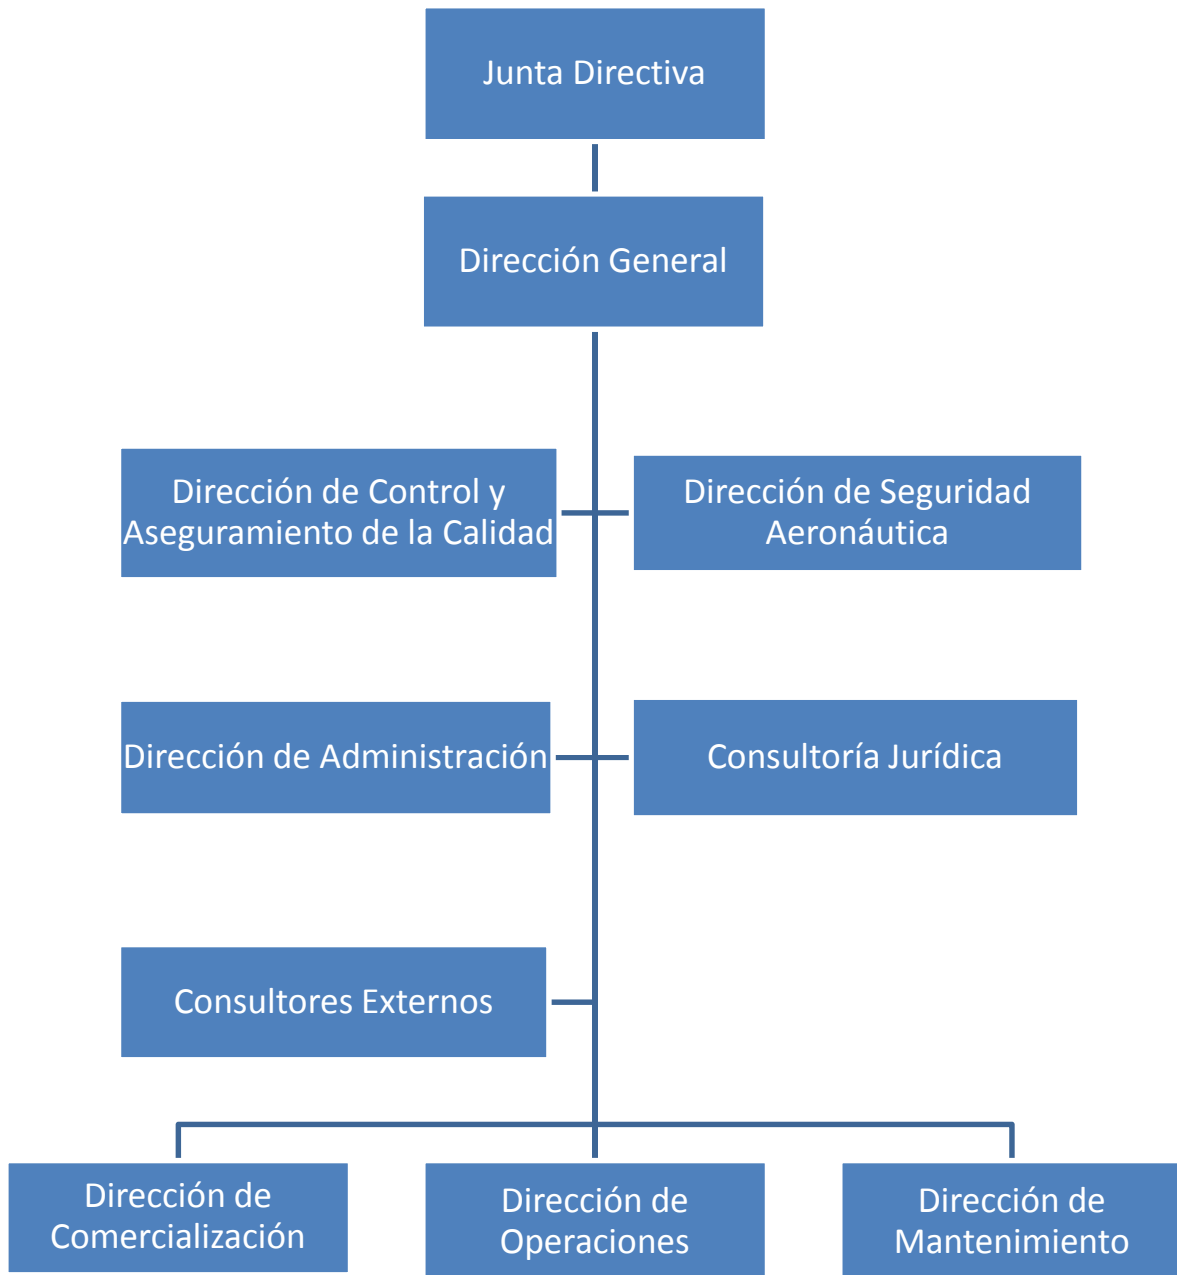 Junta Directiva
Dirección General
Dirección de Control y
Aseguramiento de la Calidad
Dirección de Seguridad
Aeronáutica
Dirección de Administración
Consultoría Jurídica
Consultores Externos
Dirección de
Comercialización
Dirección de
Operaciones
Dirección de
Mantenimiento